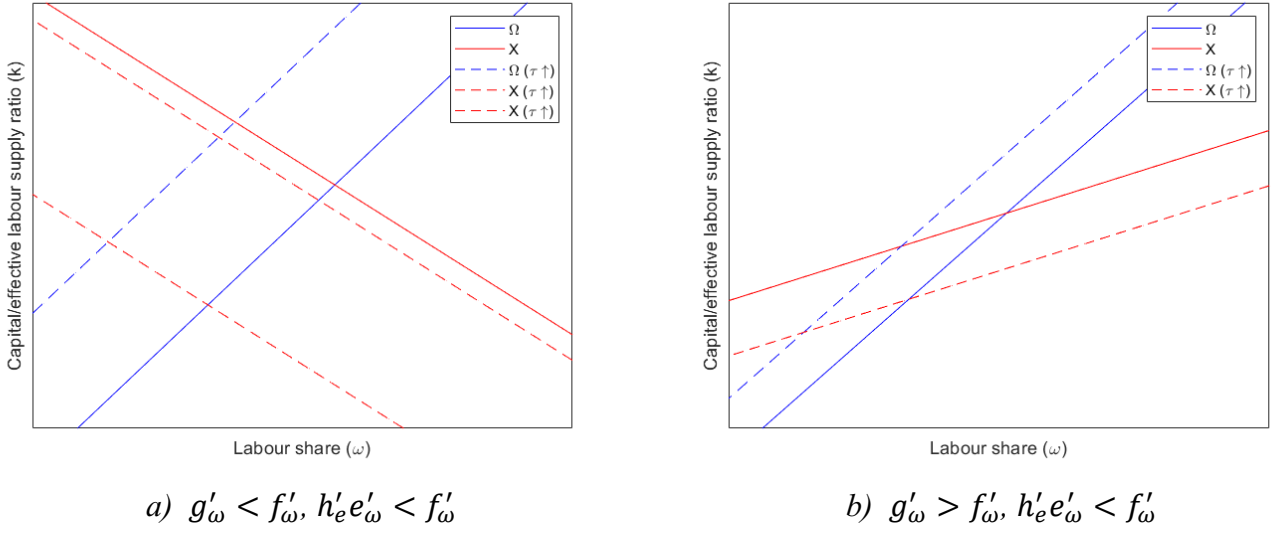 Capital/effective labour supply ratio (k)
Ω
X
Ω (τ ↑)
X (τ ↑)
X (τ ↑)
Labour share (ω)
a) g′ω < f′ω, h′e e′ω < f′ω
Capital/effective labour supply ratio (k)
Ω
X
Ω (τ ↑)
X (τ ↑)
Labour share (ω)
b) g′ω > f′ω, h′e e′ω < f′ω